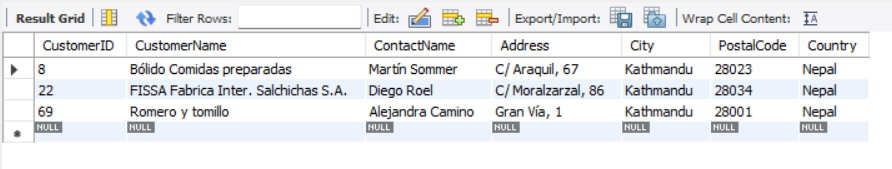 Result Grid Filter Rows: Edit: Export/Import: Wrap Cell Content: IA
CustomerID CustomerName ContactName Address City PostalCode Country
8 Bólido Comidas preparadas Martín Sommer C/ Araquil, 67 Kathmandu 28023 Nepal
22 FISSA Fabrica Inter. Salchichas S.A. Diego Roel C/ Moralzarzal, 86 Kathmandu 28034 Nepal
69 Romero y tomillo Alejandra Camino Gran Vía, 1 Kathmandu 28001 Nepal
NULL NULL NULL NULL NULL NULL NULL